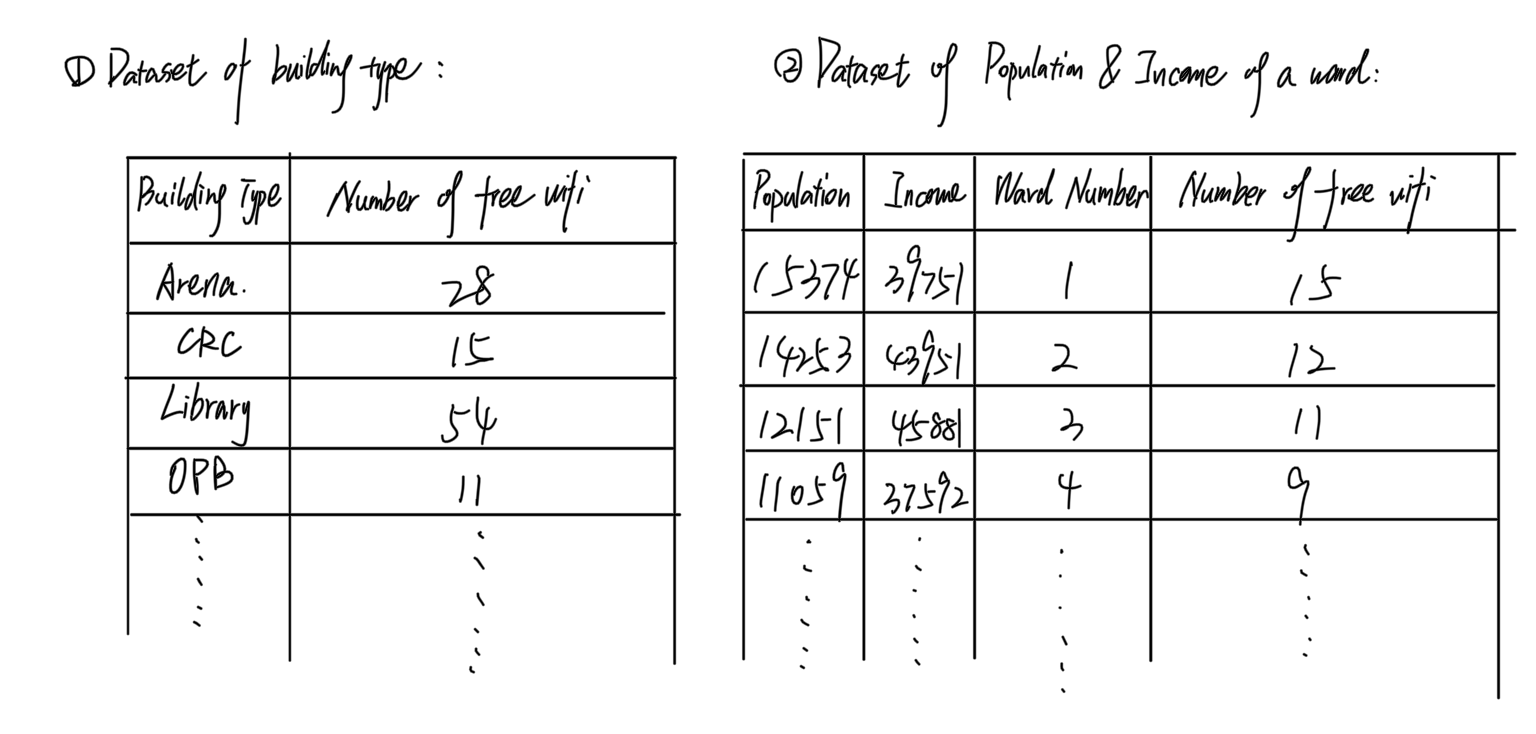 ① Dataset of building type :
Building Type Number of free wifi
Arena. 28
CRC 15
Library 54
OPB 11
② Dataset of Population & Income of a ward:
Population Income Ward Number Number of free wifi
15374 39751 1 15
14253 43951 2 12
12151 45881 3 11
11059 37592 4 9